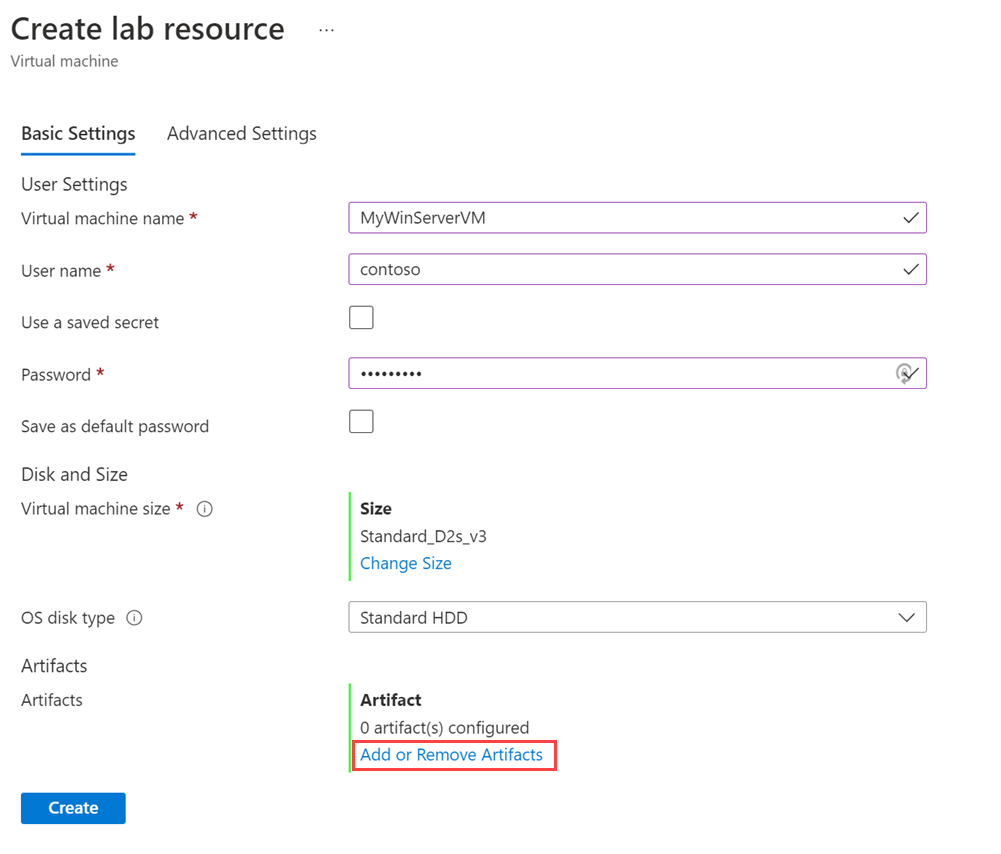 Create lab resource ...
Virtual machine
Basic Settings Advanced Settings
User Settings
Virtual machine name * MyWinServerVM
User name * contoso
Use a saved secret
Password * •••••••••
Save as default password
Disk and Size
Virtual machine size * Size
Standard_D2s_v3
Change Size
OS disk type Standard HDD
Artifacts
Artifacts Artifact
0 artifact(s) configured
Add or Remove Artifacts
Create